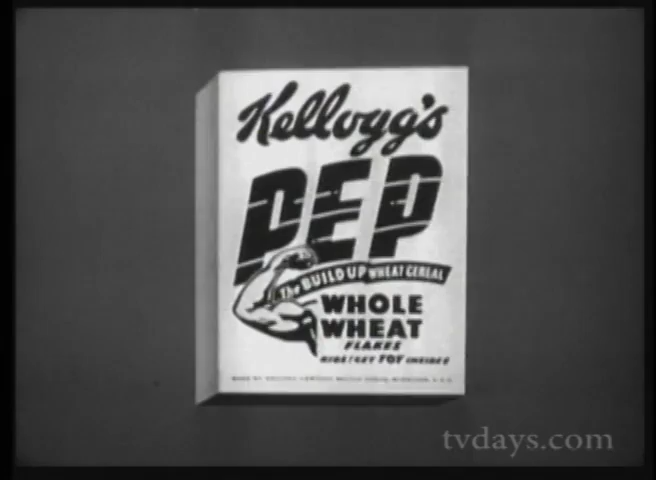 Kellogg's
PEP
The BUILD UP WHEAT CEREAL
WHOLE
WHEAT
FLAKES
TOY INSIDE!
tvdays.com